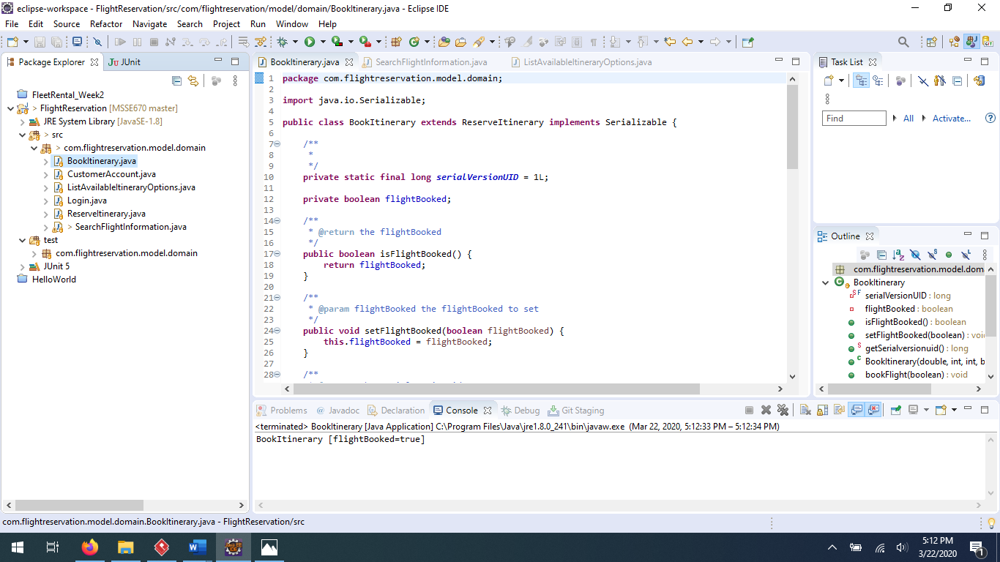 eclipse-workspace - FlightReservation/src/com/flightreservation/model/domain/BookItinerary.java - Eclipse IDE
File Edit Source Refactor Navigate Search Project Run Window Help
Package Explorer
JUnit
FleetRental_Week2
> FlightReservation [MSSE670 master]
JRE System Library [JavaSE-1.8]
> src
> com.flightreservation.model.domain
BookItinerary.java
CustomerAccount.java
ListAvailableItineraryOptions.java
Login.java
ReserveItinerary.java
> SearchFlightInformation.java
test
com.flightreservation.model.domain
JUnit 5
HelloWorld
BookItinerary.java SearchFlightInformation.java ListAvailableItineraryOptions.java
1 package com.flightreservation.model.domain;
2
3 import java.io.Serializable;
4
5 public class BookItinerary extends ReserveItinerary implements Serializable {
6
7 /**
8 *
9 */
10 private static final long serialVersionUID = 1L;
11
12 private boolean flightBooked;
13
14 /**
15 * @return the flightBooked
16 */
17 public boolean isFlightBooked() {
18 return flightBooked;
19 }
20
21 /**
22 * @param flightBooked the flightBooked to set
23 */
24 public void setFlightBooked(boolean flightBooked) {
25 this.flightBooked = flightBooked;
26 }
27
28 /**
Task List
Find All Activate...
Outline
com.flightreservation.model.doma
BookItinerary
serialVersionUID : long
flightBooked : boolean
isFlightBooked() : boolean
setFlightBooked(boolean) : voi
getSerialversionuid() : long
BookItinerary(double, int, int, b
bookFlight(boolean) : void
Problems Javadoc Declaration Console Debug Git Staging
<terminated> BookItinerary [Java Application] C:\Program Files\Java\jre1.8.0_241\bin\javaw.exe (Mar 22, 2020, 5:12:33 PM – 5:12:34 PM)
BookItinerary [flightBooked=true]
com.flightreservation.model.domain.BookItinerary.java - FlightReservation/src
5:12 PM
3/22/2020
1